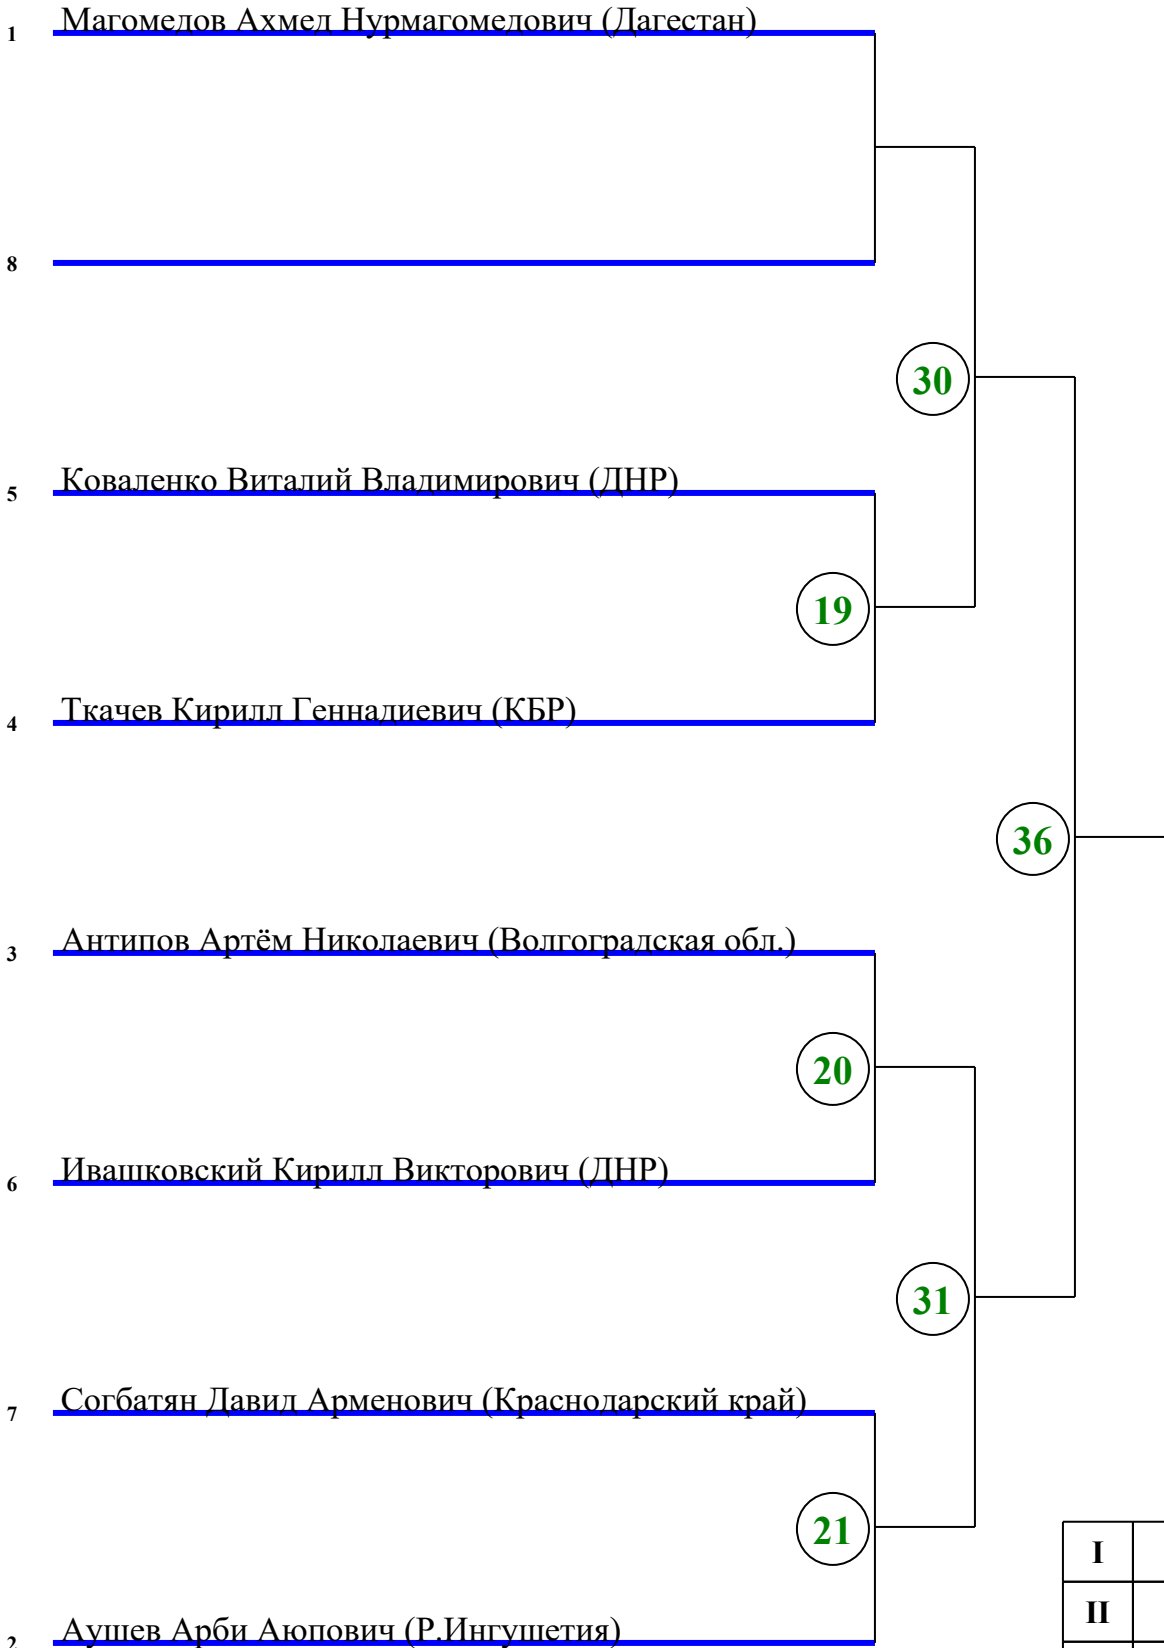 1 Магомедов Ахмед Нурмагомедович (Дагестан)
8
30
5 Коваленко Виталий Владимирович (ДНР)
19
4 Ткачев Кирилл Геннадиевич (КБР)
36
3 Антипов Артём Николаевич (Волгоградская обл.)
20
6 Ивашковский Кирилл Викторович (ДНР)
31
7 Согбатян Давид Арменович (Краснодарский край)
21
I
II
2 Аушев Арби Аюпович (Р.Ингушетия)